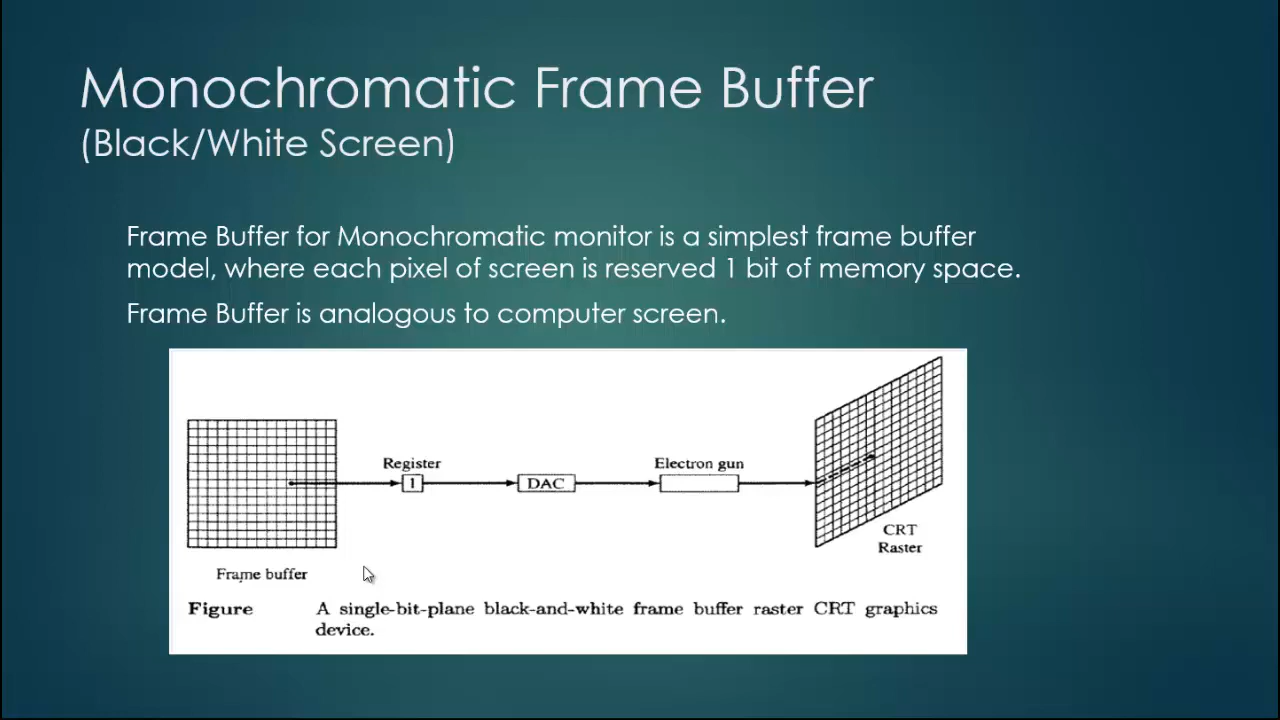 Monochromatic Frame Buffer
(Black/White Screen)
Frame Buffer for Monochromatic monitor is a simplest frame buffer
model, where each pixel of screen is reserved 1 bit of memory space.
Frame Buffer is analogous to computer screen.
Register
Electron gun
1
DAC
CRT
Raster
Frame buffer
Figure A single-bit-plane black-and-white frame buffer raster CRT graphics
device.